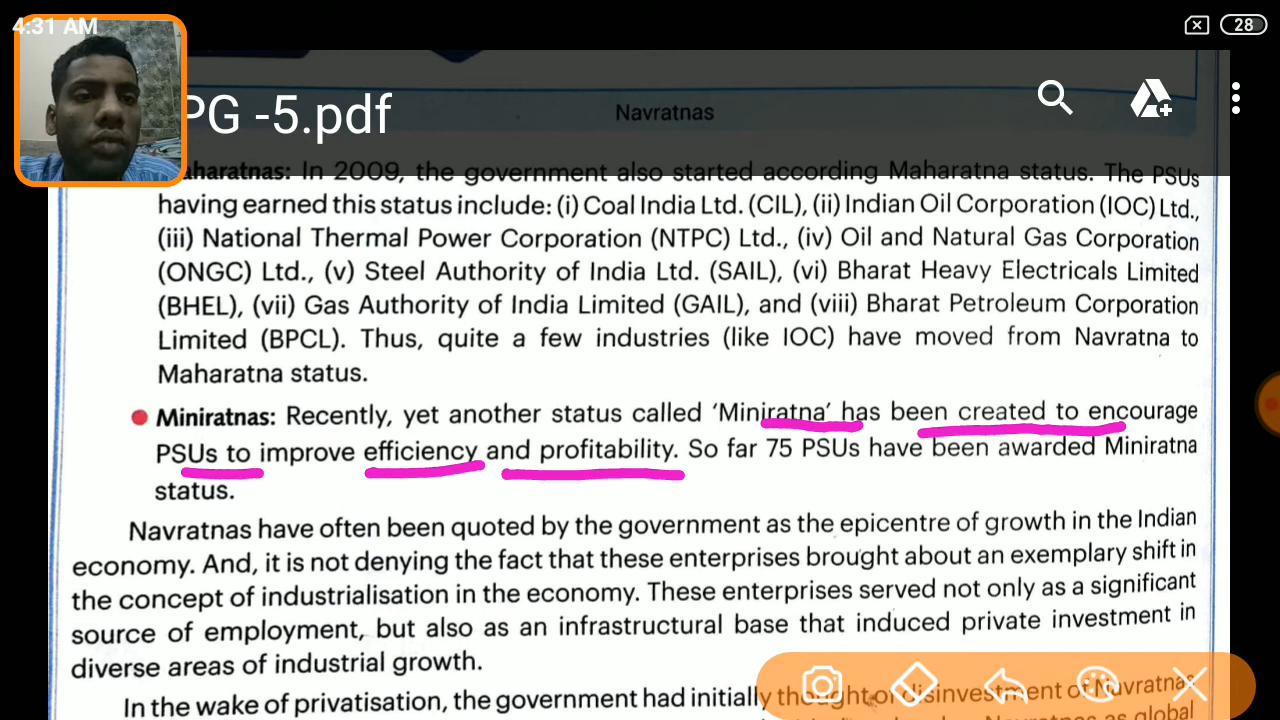 4:31 AM
28
PG -5.pdf
Navratnas
aharatnas: In 2009, the government also started according Maharatna status. The PSUs
having earned this status include: (i) Coal India Ltd. (CIL), (ii) Indian Oil Corporation (IOC) Ltd.,
(iii) National Thermal Power Corporation (NTPC) Ltd., (iv) Oil and Natural Gas Corporation
(ONGC) Ltd., (v) Steel Authority of India Ltd. (SAIL), (vi) Bharat Heavy Electricals Limited
(BHEL), (vii) Gas Authority of India Limited (GAIL), and (viii) Bharat Petroleum Corporation
Limited (BPCL). Thus, quite a few industries (like IOC) have moved from Navratna to
Maharatna status.
Miniratnas: Recently, yet another status called ‘Miniratna’ has been created to encourage
PSUs to improve efficiency and profitability. So far 75 PSUs have been awarded Miniratna
status.
Navratnas have often been quoted by the government as the epicentre of growth in the Indian
economy. And, it is not denying the fact that these enterprises brought about an exemplary shift in
the concept of industrialisation in the economy. These enterprises served not only as a significant
source of employment, but also as an infrastructural base that induced private investment in
diverse areas of industrial growth.
In the wake of privatisation, the government had initially thought of disinvestment of Navratnas
as global